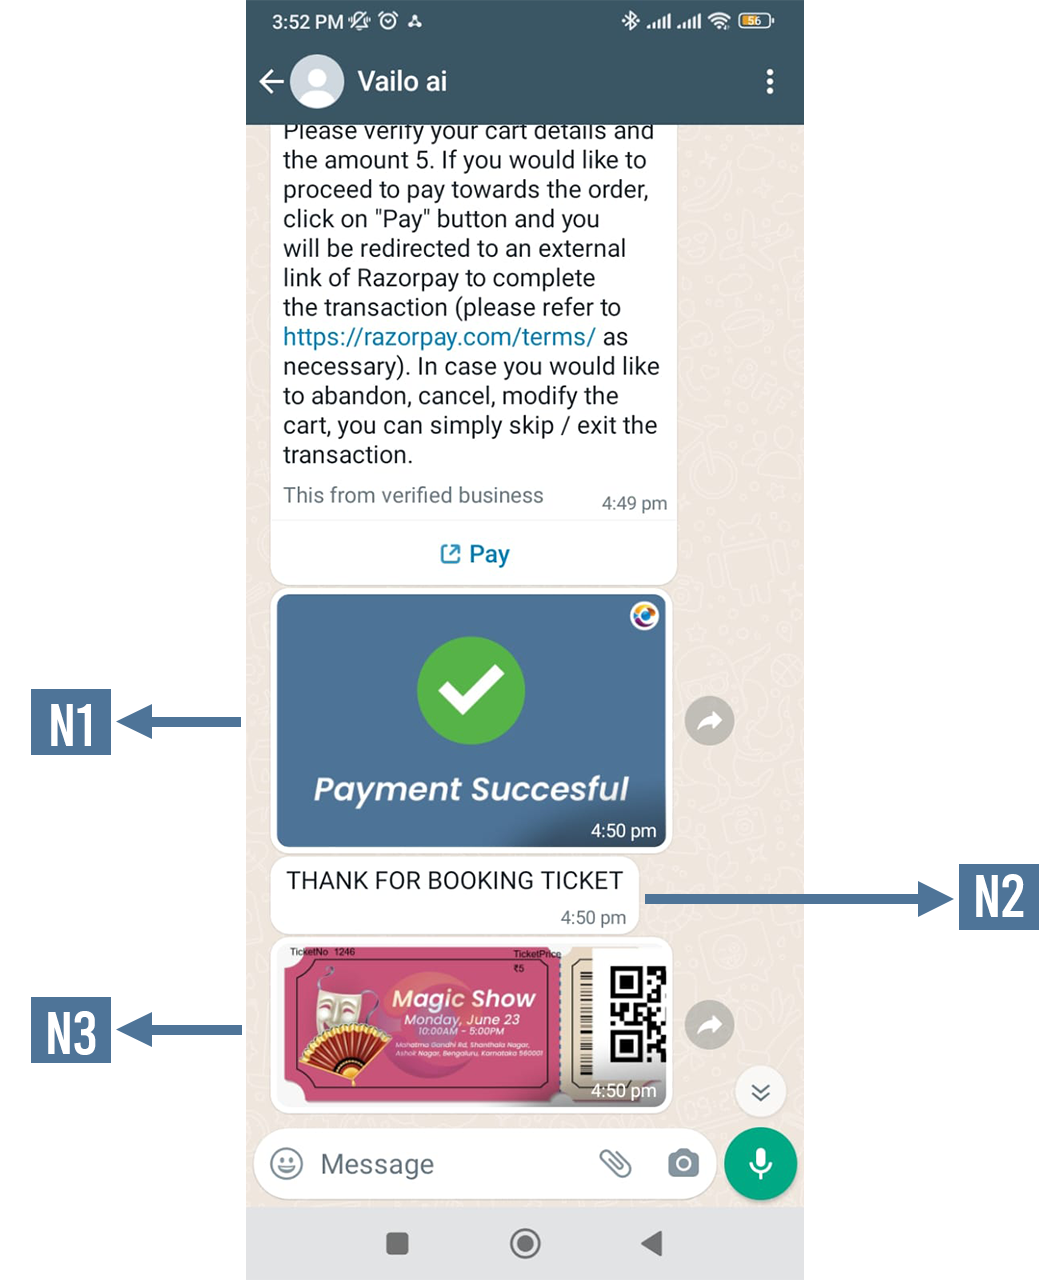 3:52 PM
56
Vailo ai
Please verify your cart details and
the amount 5. If you would like to
proceed to pay towards the order,
click on "Pay" button and you
will be redirected to an external
link of Razorpay to complete
the transaction (please refer to
https://razorpay.com/terms/ as
necessary). In case you would like
to abandon, cancel, modify the
cart, you can simply skip / exit the
transaction.
This from verified business
4:49 pm
Pay
N1
Payment Succesful
4:50 pm
THANK FOR BOOKING TICKET
4:50 pm
N2
TicketNo 1246
TicketPrice
₹5
N3
Magic Show
Monday, June 23
10:00AM - 5:00PM
Mahatma Gandhi Rd, Shanthala Nagar,
Ashok Nagar, Bengaluru, Karnataka 560001
4:50 pm
Message